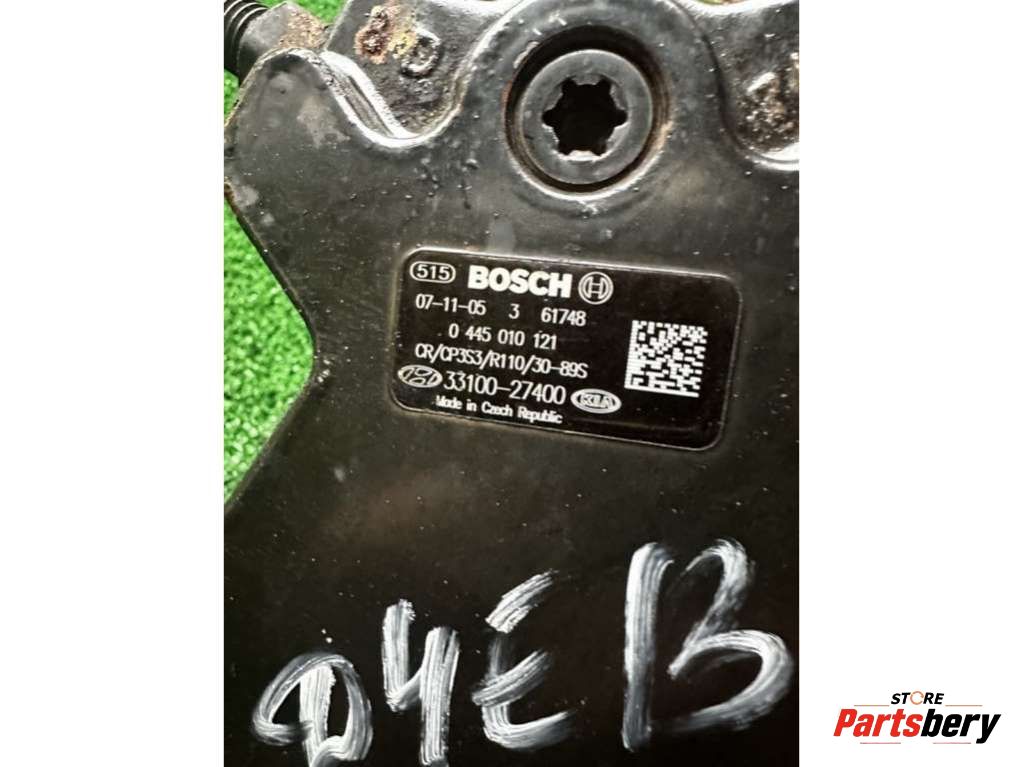 515 BOSCH
07-11-05 3 61748
0 445 010 121
CR/CP3S3/R110/30-89S
33100-27400 KIA
Made in Czech Republic
D4EB
STORE
Partsbery